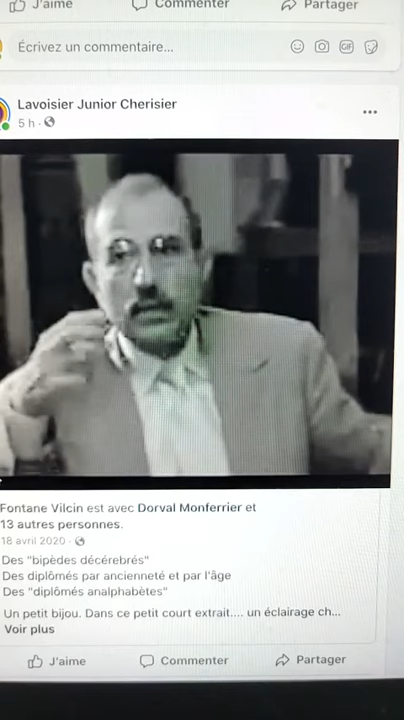 J'aime Commenter Partager
Écrivez un commentaire...
GIF
Lavoisier Junior Cherisier
5 h ·
Fontane Vilcin est avec Dorval Monferrier et
13 autres personnes.
18 avril 2020 ·
Des "bipèdes décérebrés"
Des diplômés par ancienneté et par l'âge
Des "diplômés analphabètes"
Un petit bijou. Dans ce petit court extrait.... un éclairage ch...
Voir plus
J'aime Commenter Partager